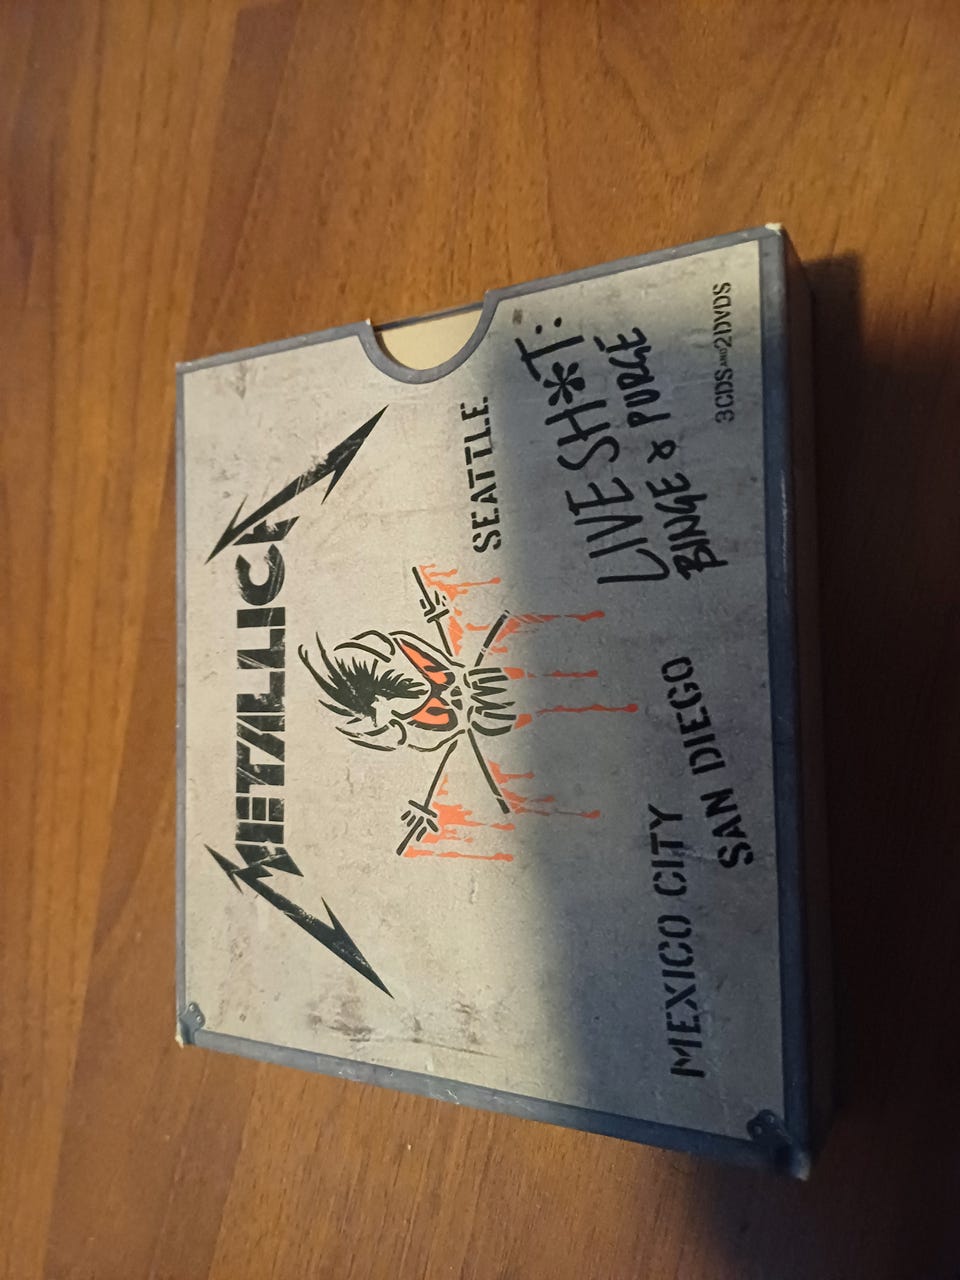 METALLICA
SEATTLE
LIVE SH*T:
BINGE & PURGE
MEXICO CITY
SAN DIEGO
3CDS AND 2DVDS